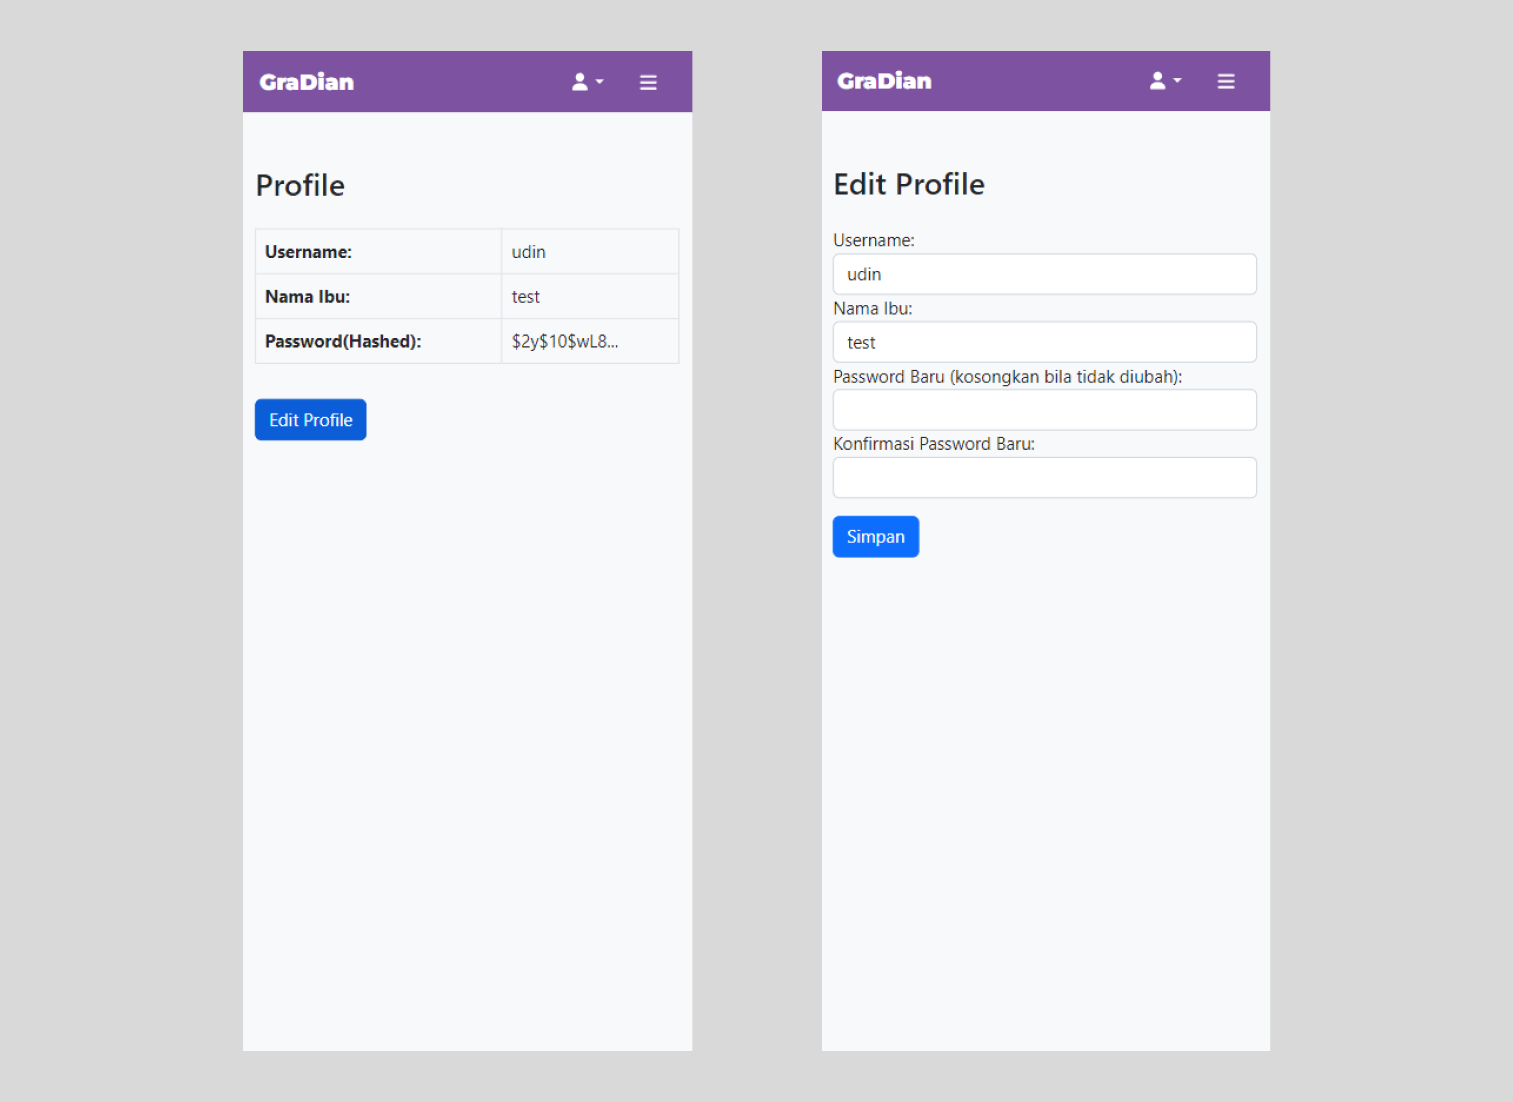 GraDian
Profile
Username: udin
Nama Ibu: test
Password(Hashed): $2y$10$wL8...
Edit Profile
GraDian
Edit Profile
Username:
udin
Nama Ibu:
test
Password Baru (kosongkan bila tidak diubah):
Konfirmasi Password Baru:
Simpan